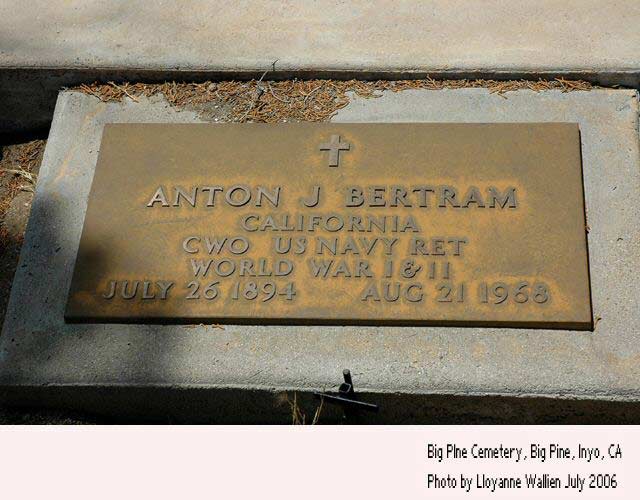 ANTON J BERTRAM
CALIFORNIA
CWO US NAVY RET
WORLD WAR I & II
JULY 26 1894 AUG 21 1968
Big PIne Cemetery, Big Pine, Inyo, CA
Photo by Lloyanne Wallien July 2006